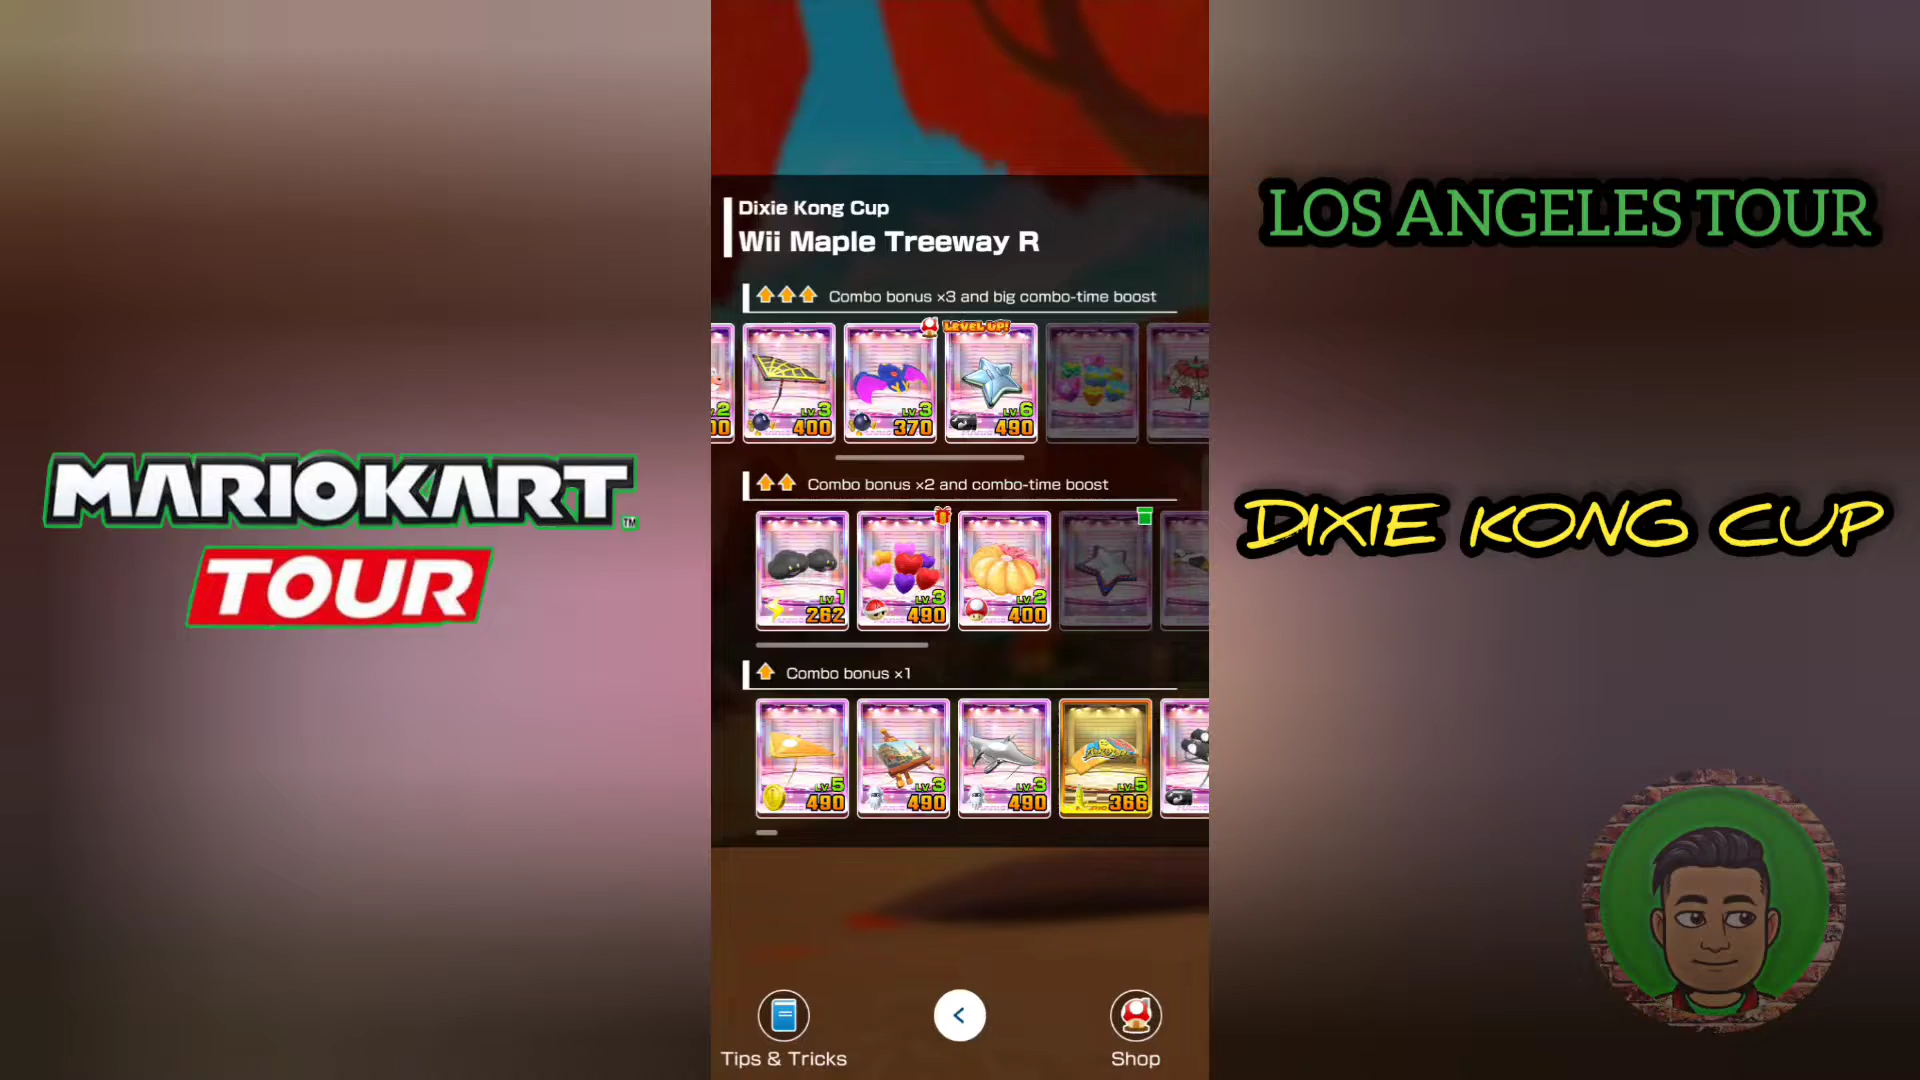 Dixie Kong Cup
Wii Maple Treeway R
Combo bonus ×3 and big combo-time boost
LEVEL UP!
2
00
LV.3
400
LV.3
370
LV.6
490
Combo bonus ×2 and combo-time boost
LV.1
262
LV.3
490
LV.2
400
Combo bonus ×1
LV.5
490
LV.3
490
LV.3
490
LV.5
366
Tips & Tricks
<
Shop
MARIOKART
TM
TOUR
LOS ANGELES TOUR
DIXIE KONG CUP